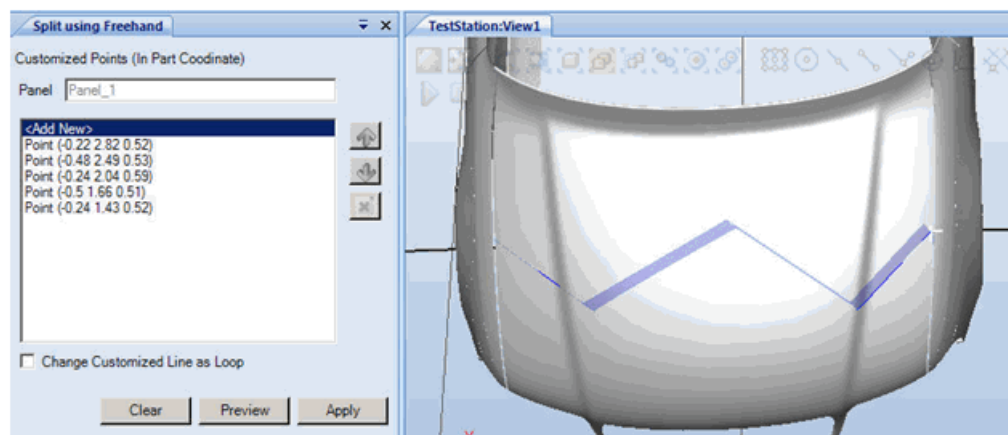 Split using Freehand
Customized Points (In Part Coodinate)
Panel Panel_1
<Add New>
Point (-0.22 2.82 0.52)
Point (-0.48 2.49 0.53)
Point (-0.24 2.04 0.59)
Point (-0.5 1.66 0.51)
Point (-0.24 1.43 0.52)
Change Customized Line as Loop
Clear Preview Apply
TestStation:View1
X